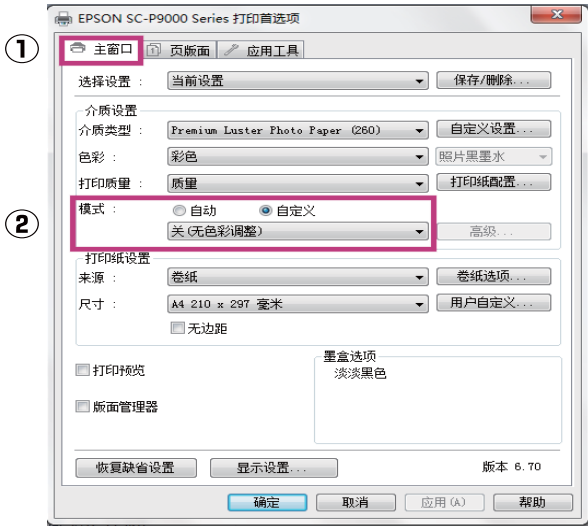 EPSON SC-P9000 Series 打印首选项
① 主窗口 页版面 应用工具
选择设置 : 当前设置 保存/删除...
介质设置
介质类型 : Premium Luster Photo Paper (260) 自定义设置...
色彩 : 彩色 照片黑墨水
打印质量 : 质量 打印纸配置...
② 模式 : 自动 自定义
关(无色彩调整) 高级...
打印纸设置
来源 : 卷纸 卷纸选项...
尺寸 : A4 210 x 297 毫米 用户自定义...
无边距
打印预览
版面管理器
墨盒选项
淡淡黑色
恢复缺省设置 显示设置... 版本 6.70
确定 取消 应用(A) 帮助